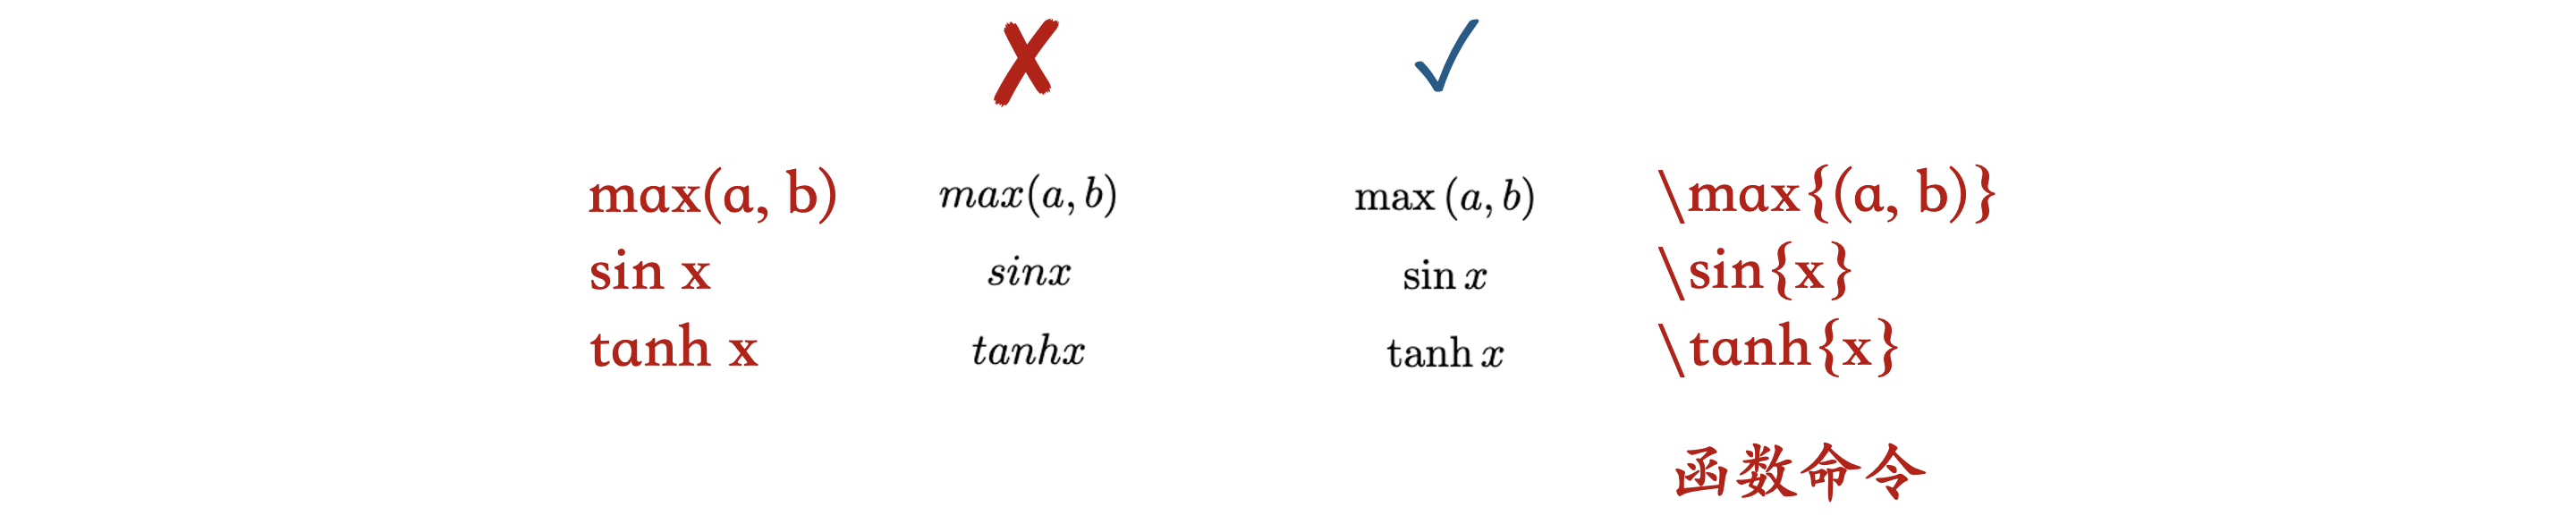 ✗ ✓
max(a, b) max(a, b) max (a, b) \max{(a, b)}
sin x sinx sin x \sin{x}
tanh x tanhx tanh x \tanh{x}
函数命令